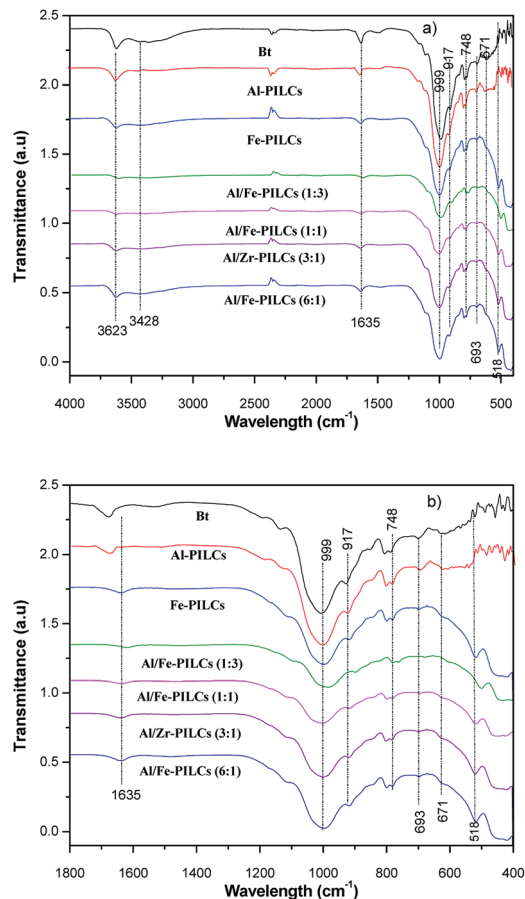 a)
2.5
2.0
1.5
1.0
0.5
0.0
Transmittance (a.u)
Bt
Al-PILCs
Fe-PILCs
Al/Fe-PILCs (1:3)
Al/Fe-PILCs (1:1)
Al/Zr-PILCs (3:1)
Al/Fe-PILCs (6:1)
999
917
748
671
3623
3428
1635
693
518
4000 3500 3000 2500 2000 1500 1000 500
Wavelength (cm-1)
b)
2.5
2.0
1.5
1.0
0.5
0.0
Transmittance (a.u)
Bt
Al-PILCs
Fe-PILCs
Al/Fe-PILCs (1:3)
Al/Fe-PILCs (1:1)
Al/Zr-PILCs (3:1)
Al/Fe-PILCs (6:1)
999
917
748
1635
693
671
518
1800 1600 1400 1200 1000 800 600 400
Wavelength (cm-1)